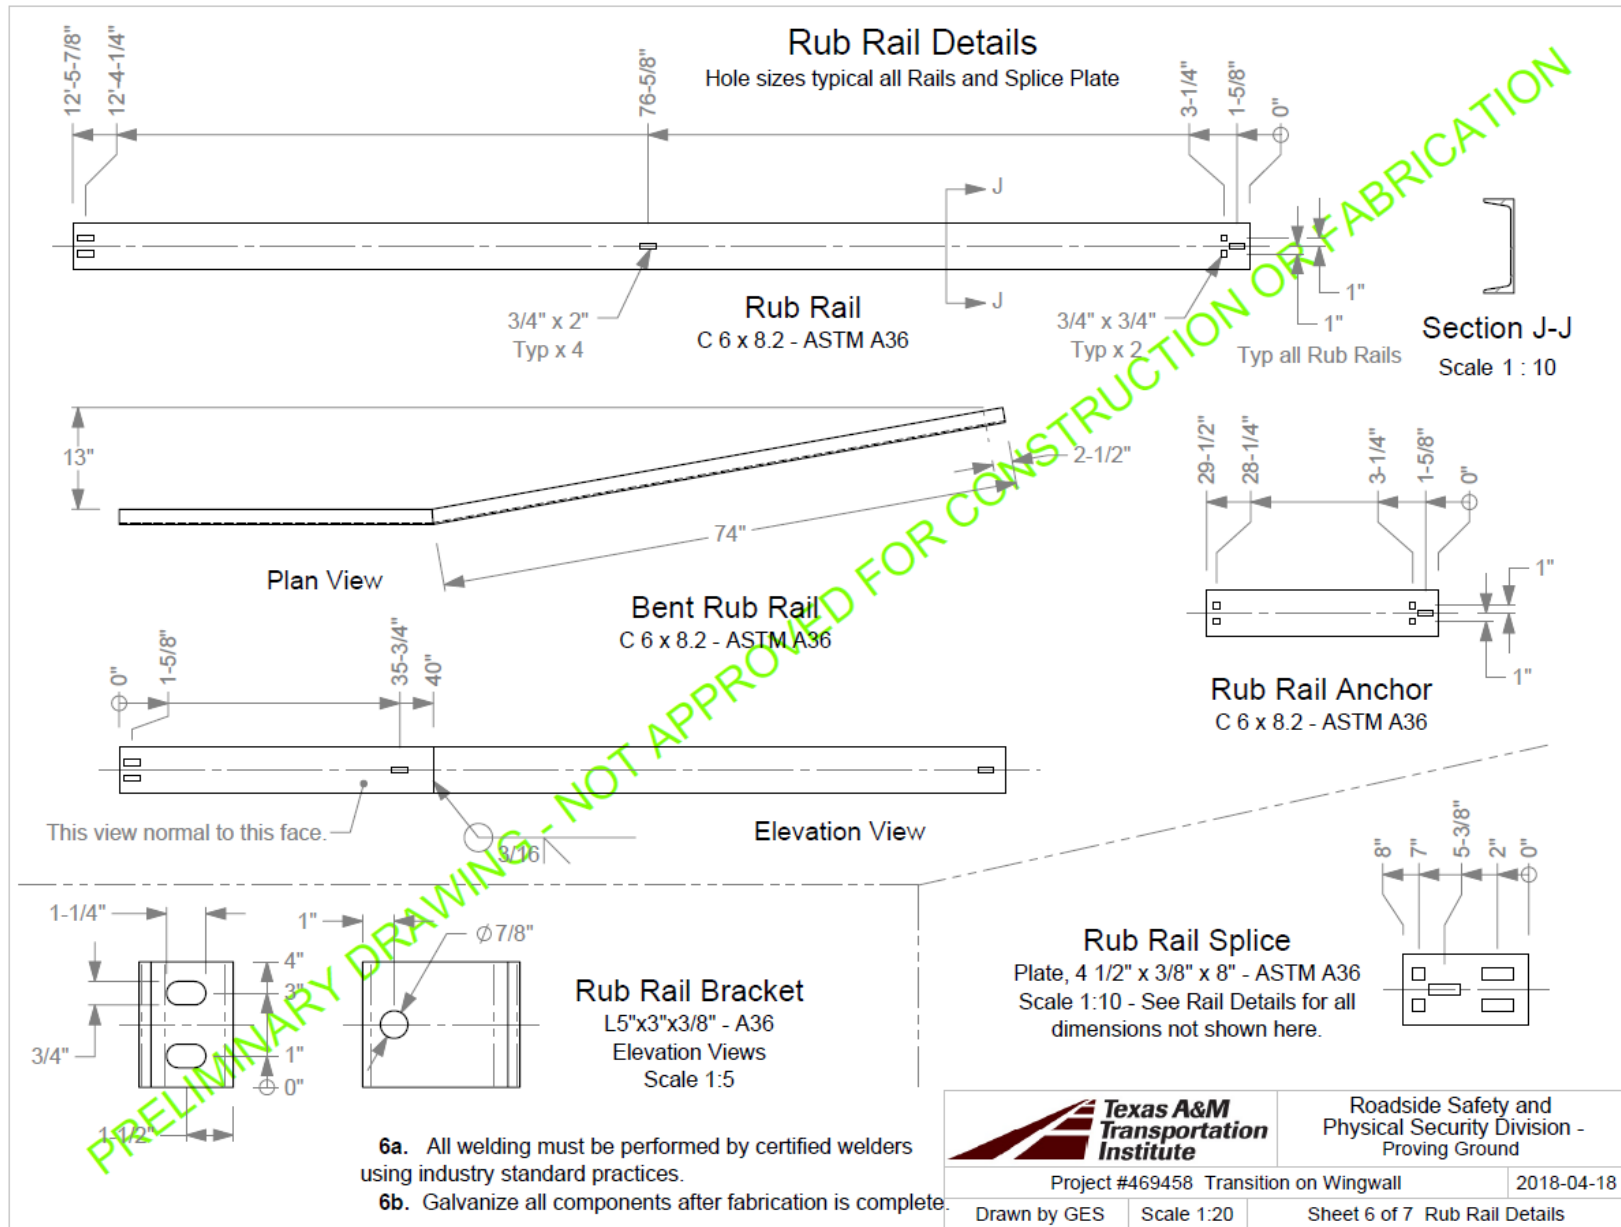 Rub Rail Details
Hole sizes typical all Rails and Splice Plate
12'-5-7/8"
12'-4-1/4"
76-5/8"
3-1/4"
1-5/8"
0"
J
J
3/4" x 2"
Typ x 4
Rub Rail
C 6 x 8.2 - ASTM A36
3/4" x 3/4"
Typ x 2
1"
1"
Typ all Rub Rails
Section J-J
Scale 1 : 10
13"
2-1/2"
74"
Plan View
Bent Rub Rail
C 6 x 8.2 - ASTM A36
29-1/2"
28-1/4"
3-1/4"
1-5/8"
0"
1"
1"
Rub Rail Anchor
C 6 x 8.2 - ASTM A36
0"
1-5/8"
35-3/4"
40"
This view normal to this face.
3/16
Elevation View
1-1/4"
3/4"
4"
3"
1"
0"
1-1/2"
1"
Ø7/8"
Rub Rail Bracket
L5"x3"x3/8" - A36
Elevation Views
Scale 1:5
Rub Rail Splice
Plate, 4 1/2" x 3/8" x 8" - ASTM A36
Scale 1:10 - See Rail Details for all
dimensions not shown here.
8"
7"
5-3/8"
2"
0"
PRELIMINARY DRAWING - NOT APPROVED FOR CONSTRUCTION OR FABRICATION
6a. All welding must be performed by certified welders
using industry standard practices.
6b. Galvanize all components after fabrication is complete.
Texas A&M
Transportation
Institute
Roadside Safety and
Physical Security Division -
Proving Ground
Project #469458 Transition on Wingwall
2018-04-18
Drawn by GES
Scale 1:20
Sheet 6 of 7 Rub Rail Details